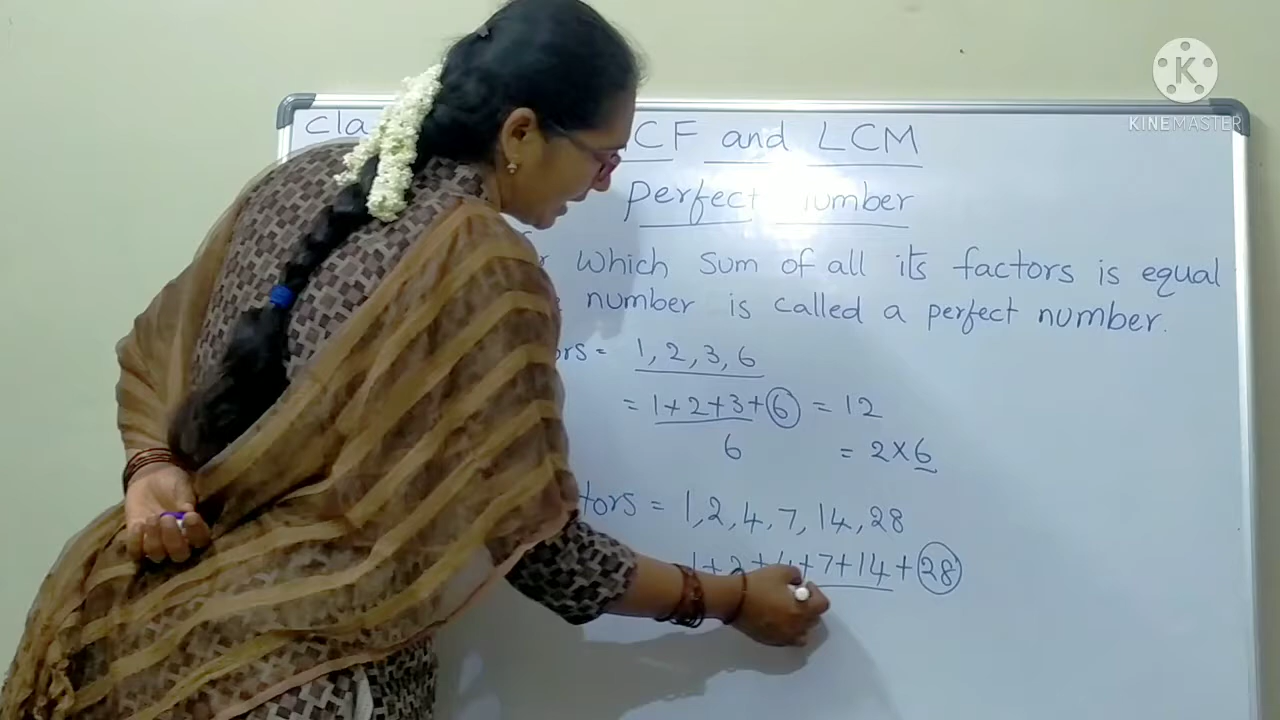 Cla CF and LCM
Perfect number
which sum of all its factors is equal
number is called a perfect number.
ors = 1, 2, 3, 6
= 1+2+3+6 = 12
6 = 2×6
tors = 1, 2, 4, 7, 14, 28
1+2+4+7+14+28
K
KINEMASTER